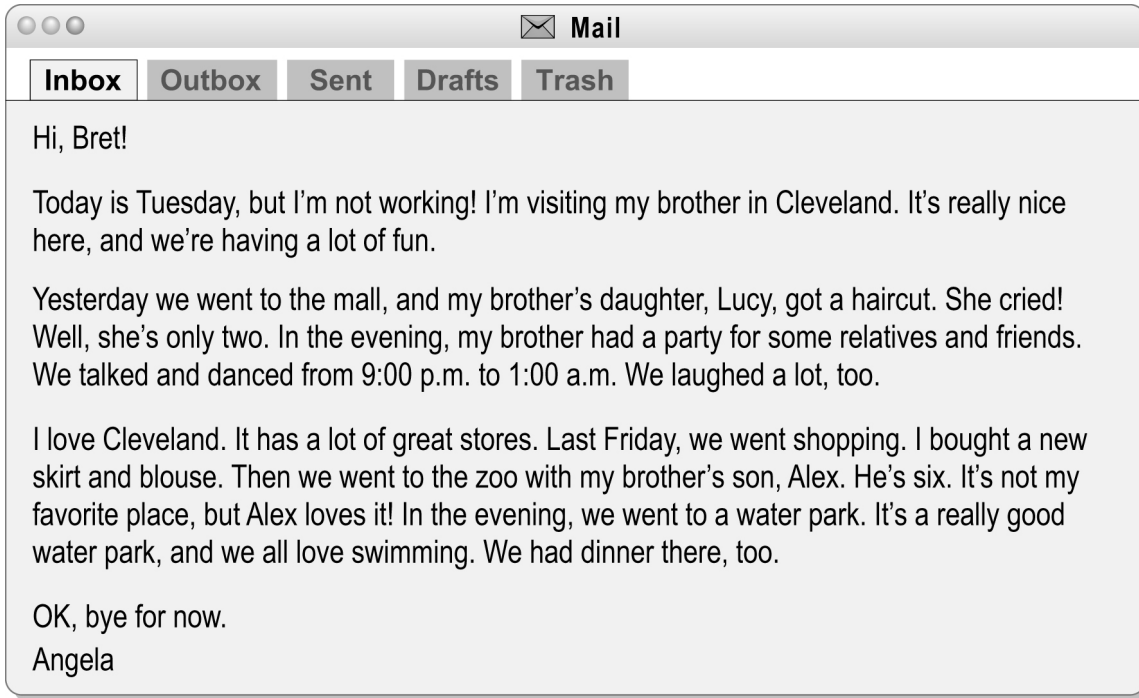 Mail
Inbox Outbox Sent Drafts Trash
Hi, Bret!
Today is Tuesday, but I’m not working! I’m visiting my brother in Cleveland. It’s really nice
here, and we’re having a lot of fun.
Yesterday we went to the mall, and my brother’s daughter, Lucy, got a haircut. She cried!
Well, she’s only two. In the evening, my brother had a party for some relatives and friends.
We talked and danced from 9:00 p.m. to 1:00 a.m. We laughed a lot, too.
I love Cleveland. It has a lot of great stores. Last Friday, we went shopping. I bought a new
skirt and blouse. Then we went to the zoo with my brother’s son, Alex. He’s six. It’s not my
favorite place, but Alex loves it! In the evening, we went to a water park. It’s a really good
water park, and we all love swimming. We had dinner there, too.
OK, bye for now.
Angela